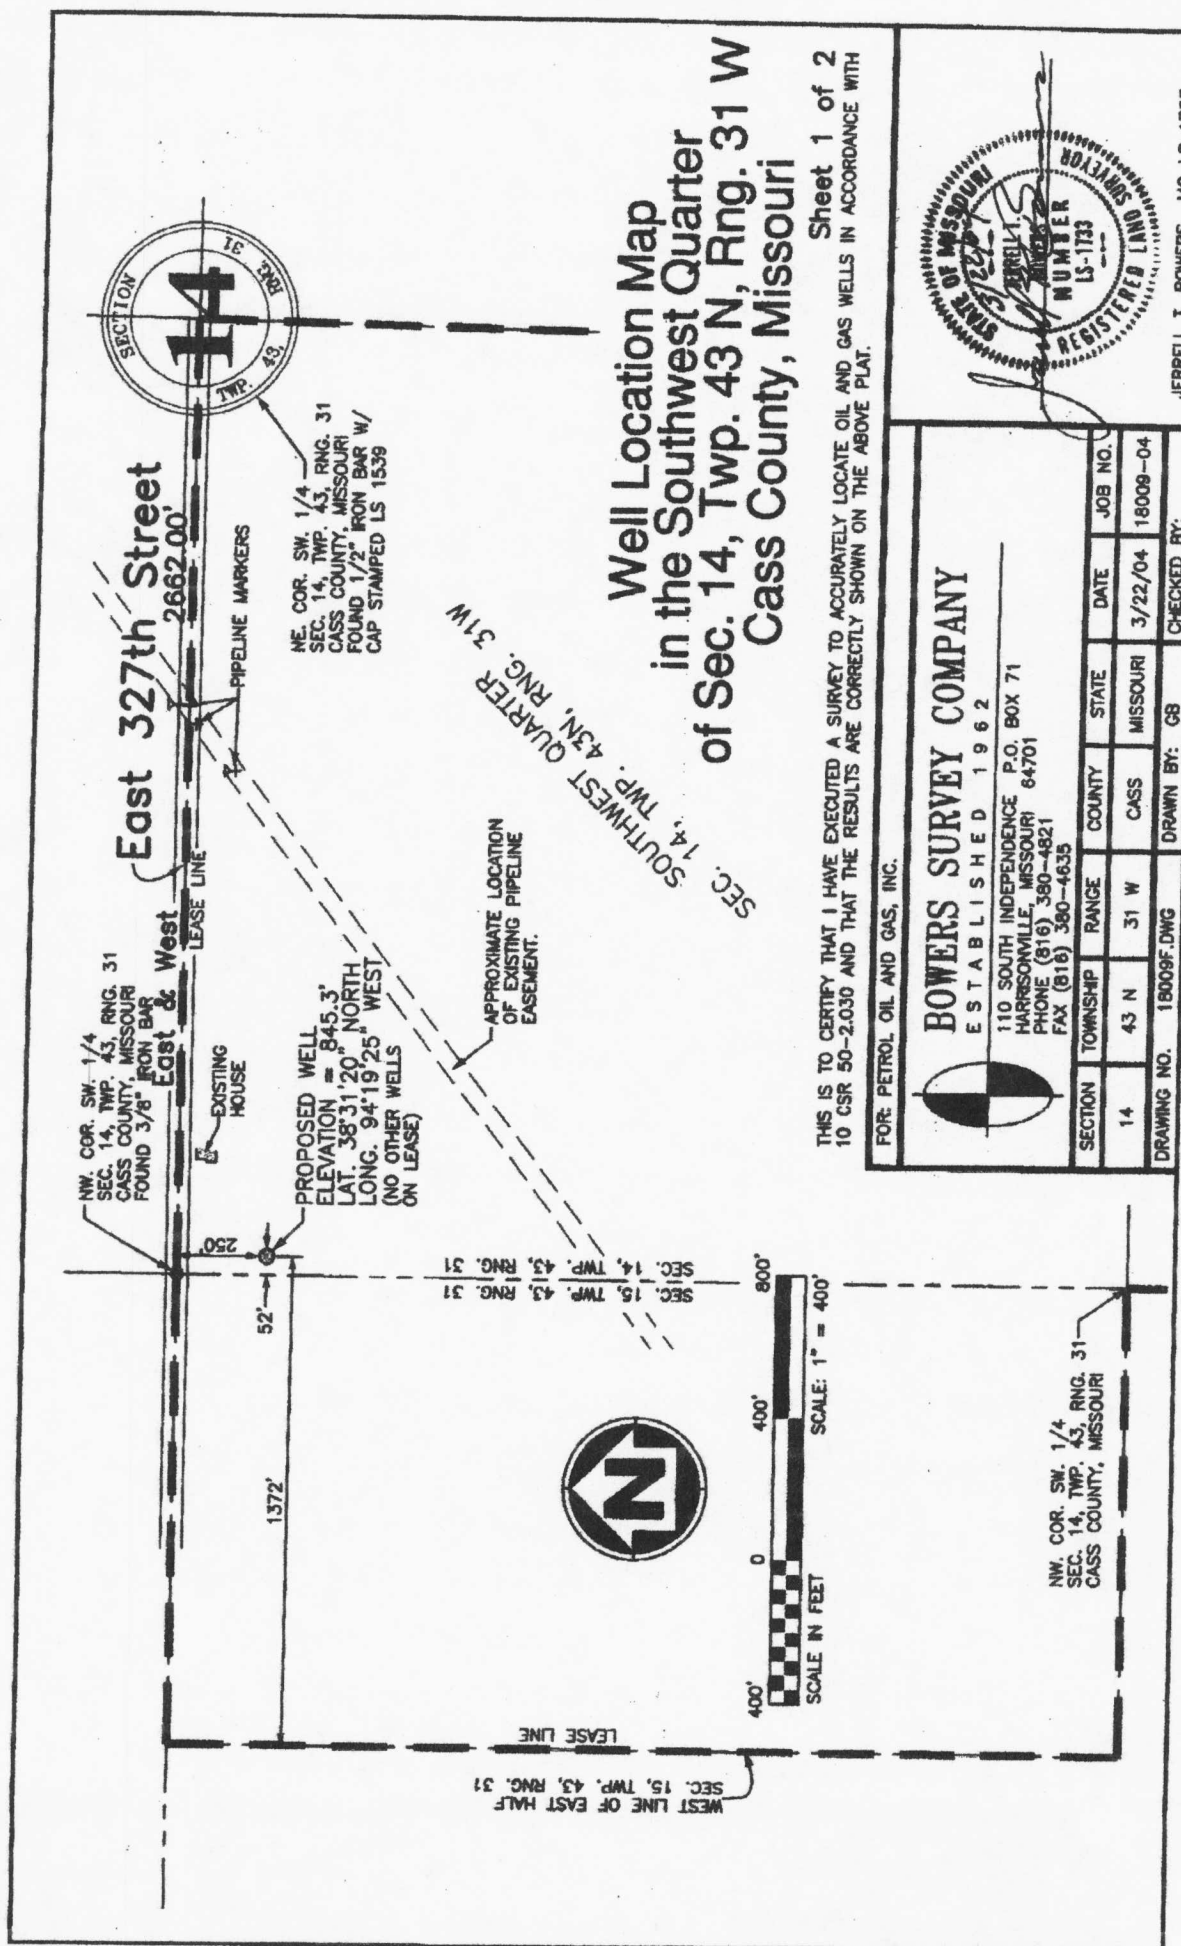 East 327th Street
2662.00'
East & West
LEASE LINE
NW. COR. SW. 1/4
SEC. 14, TWP. 43, RNG. 31
CASS COUNTY, MISSOURI
FOUND 3/8" IRON BAR
EXISTING
HOUSE
250'
52'
1372'
PROPOSED WELL
ELEVATION = 845.3'
LAT. 38°31'20" NORTH
LONG. 94°19'25" WEST
(NO OTHER WELLS
ON LEASE)
PIPELINE MARKERS
SECTION
14
TWP. 43, RNG. 31
NE. COR. SW. 1/4
SEC. 14, TWP. 43, RNG. 31
CASS COUNTY, MISSOURI
FOUND 1/2" IRON BAR W/
CAP STAMPED LS 1539
APPROXIMATE LOCATION
OF EXISTING PIPELINE
EASEMENT.
SOUTHWEST QUARTER
SEC. 14, TWP. 43N, RNG. 31W
SEC. 15, TWP. 43, RNG 31
SEC. 14, TWP. 43, RNG 31
LEASE LINE
WEST LINE OF EAST HALF
SEC. 15, TWP. 43, RNG. 31
N
400' 0 400' 800'
SCALE IN FEET SCALE: 1" = 400'
NW. COR. SW. 1/4
SEC. 14, TWP. 43, RNG. 31
CASS COUNTY, MISSOURI
Well Location Map
in the Southwest Quarter
of Sec. 14, Twp. 43 N, Rng. 31 W
Cass County, Missouri
Sheet 1 of 2
THIS IS TO CERTIFY THAT I HAVE EXECUTED A SURVEY TO ACCURATELY LOCATE OIL AND GAS WELLS IN ACCORDANCE WITH
10 CSR 50-2.030 AND THAT THE RESULTS ARE CORRECTLY SHOWN ON THE ABOVE PLAT.
FOR: PETROL OIL AND GAS, INC.
BOWERS SURVEY COMPANY
ESTABLISHED 1962
110 SOUTH INDEPENDENCE P.O. BOX 71
HARRISONVILLE, MISSOURI 64701
PHONE (816) 380-4821
FAX (816) 380-4635
SECTION TOWNSHIP RANGE COUNTY STATE DATE JOB NO.
14 43 N 31 W CASS MISSOURI 3/22/04 18009-04
DRAWING NO. 18009F.DWG DRAWN BY: GB CHECKED BY:
STATE OF MISSOURI
JERRELL T.
BOWERS
NUMBER
LS-1733
REGISTERED LAND SURVEYOR
JERRELL T. BOWERS